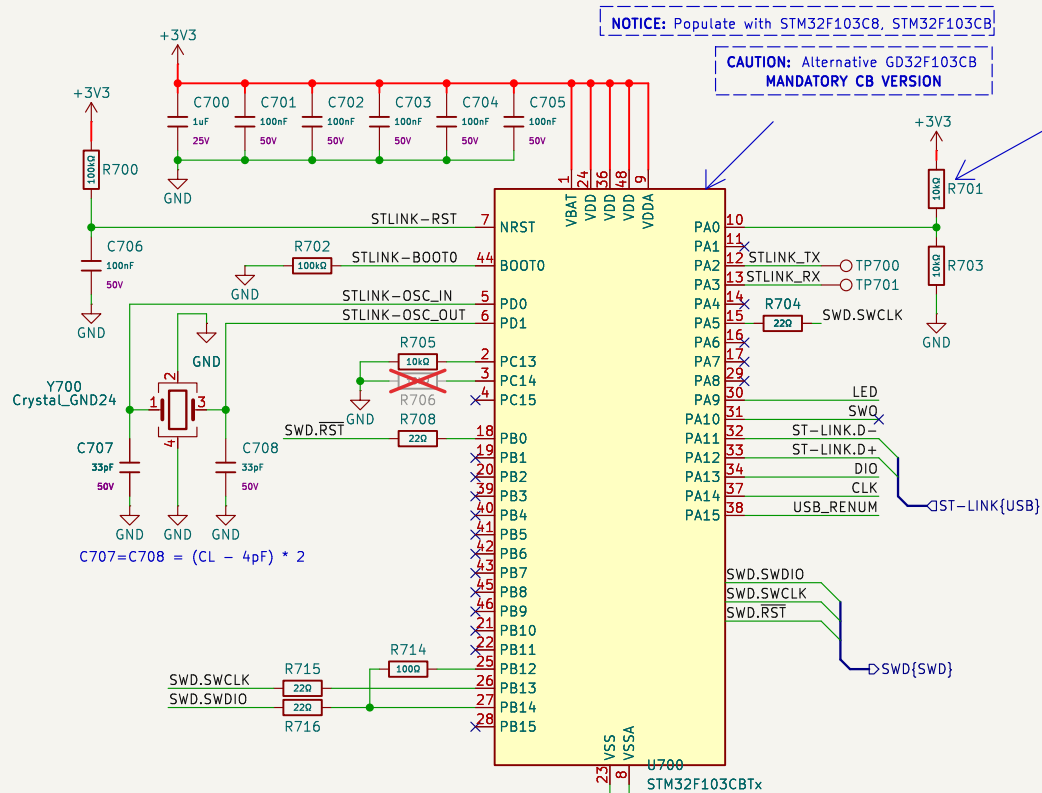 NOTICE: Populate with STM32F103C8, STM32F103CB
CAUTION: Alternative GD32F103CB
MANDATORY CB VERSION
+3V3
+3V3
+3V3
C700
1uF
25V
C701
100nF
50V
C702
100nF
50V
C703
100nF
50V
C704
100nF
50V
C705
100nF
50V
GND
100kΩ
R700
C706
100nF
50V
GND
STLINK-RST
R702
100kΩ
GND
STLINK-BOOT0
STLINK-OSC_IN
STLINK-OSC_OUT
GND
Y700
Crystal_GND24
1
2
3
4
C707
33pF
50V
C708
33pF
50V
GND
GND
GND
C707=C708 = (CL - 4pF) * 2
R705
10kΩ
R706
GND
SWD.RST
R708
22Ω
R714
100Ω
SWD.SWCLK
R715
22Ω
SWD.SWDIO
22Ω
R716
1 VBAT
24 VDD
36 VDD
48 VDD
9 VDDA
7 NRST
44 BOOT0
5 PD0
6 PD1
2 PC13
3 PC14
4 PC15
18 PB0
19 PB1
20 PB2
39 PB3
40 PB4
41 PB5
42 PB6
43 PB7
45 PB8
46 PB9
21 PB10
22 PB11
25 PB12
26 PB13
27 PB14
28 PB15
23 VSS
8 VSSA
U700
STM32F103CBTx
PA0 10
PA1 11
PA2 12 STLINK_TX TP700
PA3 13 STLINK_RX TP701
PA4 14
PA5 15
R704
22Ω
SWD.SWCLK
PA6 16
PA7 17
PA8 29
PA9 30 LED
PA10 31 SWO
PA11 32 ST-LINK.D-
PA12 33 ST-LINK.D+
PA13 34 DIO
PA14 37 CLK
PA15 38 USB_RENUM
ST-LINK{USB}
10kΩ
R701
10kΩ
R703
GND
SWD.SWDIO
SWD.SWCLK
SWD.RST
SWD{SWD}